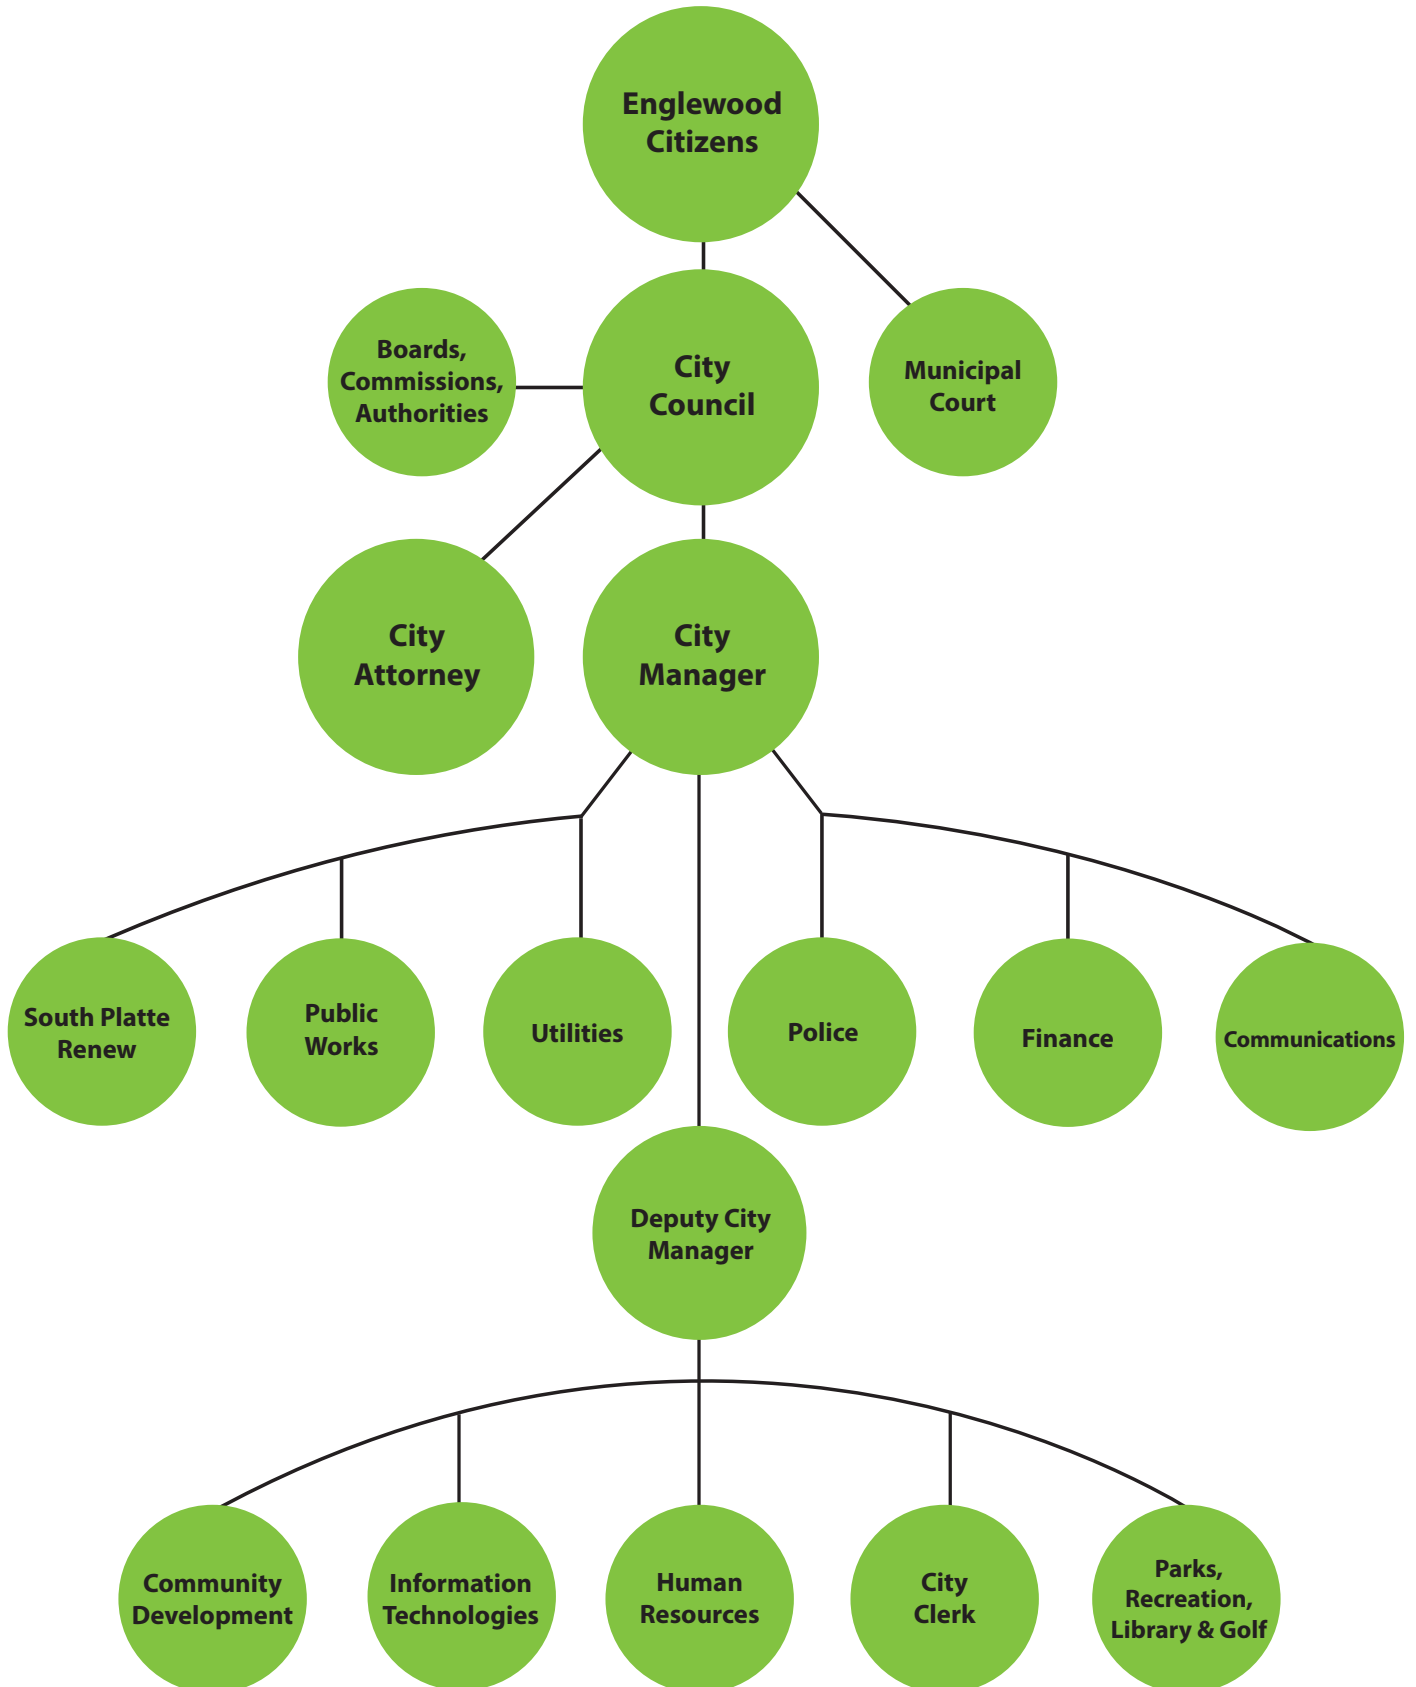 Englewood
Citizens
Boards,
Commissions,
Authorities
City
Council
Municipal
Court
City
Attorney
City
Manager
South Platte
Renew
Public
Works
Utilities
Police
Finance
Communications
Deputy City
Manager
Community
Development
Information
Technologies
Human
Resources
City
Clerk
Parks,
Recreation,
Library & Golf